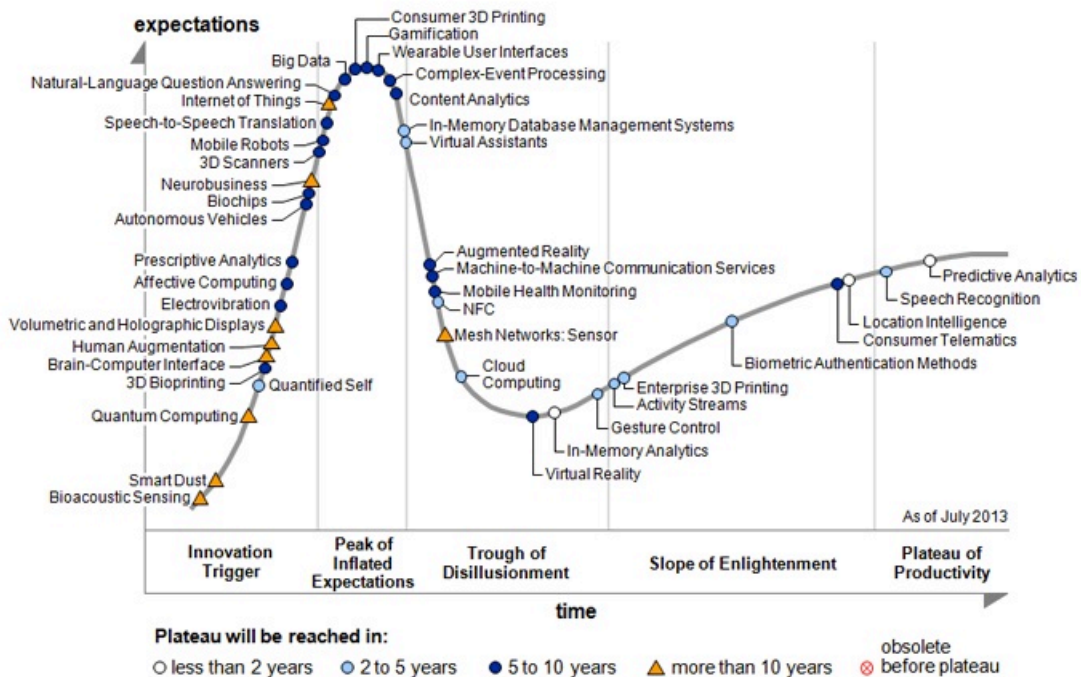 expectations
Consumer 3D Printing
Gamification
Wearable User Interfaces
Big Data
Complex-Event Processing
Natural-Language Question Answering
Internet of Things
Content Analytics
Speech-to-Speech Translation
In-Memory Database Management Systems
Mobile Robots
Virtual Assistants
3D Scanners
Neurobusiness
Biochips
Autonomous Vehicles
Augmented Reality
Prescriptive Analytics
Machine-to-Machine Communication Services
Affective Computing
Mobile Health Monitoring
Electrovibration
NFC
Volumetric and Holographic Displays
Mesh Networks: Sensor
Human Augmentation
Brain-Computer Interface
3D Bioprinting
Quantified Self
Cloud
Computing
Quantum Computing
Smart Dust
Bioacoustic Sensing
Predictive Analytics
Speech Recognition
Location Intelligence
Consumer Telematics
Biometric Authentication Methods
Enterprise 3D Printing
Activity Streams
Gesture Control
In-Memory Analytics
Virtual Reality
As of July 2013
Innovation
Trigger
Peak of
Inflated
Expectations
Trough of
Disillusionment
Slope of Enlightenment
Plateau of
Productivity
time
Plateau will be reached in:
less than 2 years
2 to 5 years
5 to 10 years
more than 10 years
obsolete
before plateau